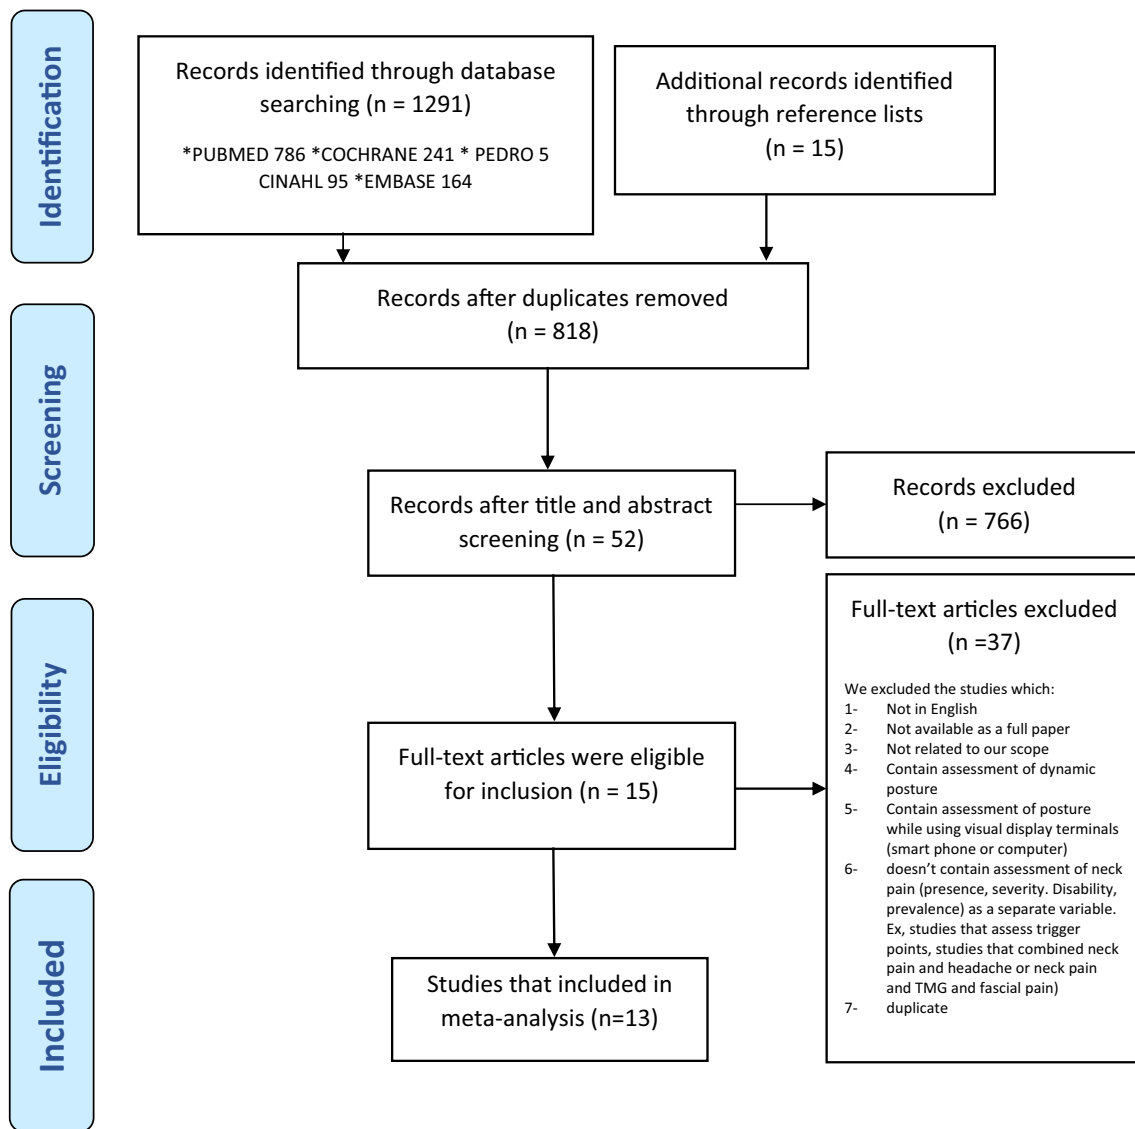 Identification
Records identified through database
searching (n = 1291)
*PUBMED 786 *COCHRANE 241 * PEDRO 5
CINAHL 95 *EMBASE 164
Additional records identified
through reference lists
(n = 15)
Records after duplicates removed
(n = 818)
Screening
Records after title and abstract
screening (n = 52)
Records excluded
(n = 766)
Eligibility
Full-text articles were eligible
for inclusion (n = 15)
Full-text articles excluded
(n =37)
We excluded the studies which:
1- Not in English
2- Not available as a full paper
3- Not related to our scope
4- Contain assessment of dynamic
posture
5- Contain assessment of posture
while using visual display terminals
(smart phone or computer)
6- doesn’t contain assessment of neck
pain (presence, severity. Disability,
prevalence) as a separate variable.
Ex, studies that assess trigger
points, studies that combined neck
pain and headache or neck pain
and TMG and fascial pain)
7- duplicate
Included
Studies that included in
meta-analysis (n=13)